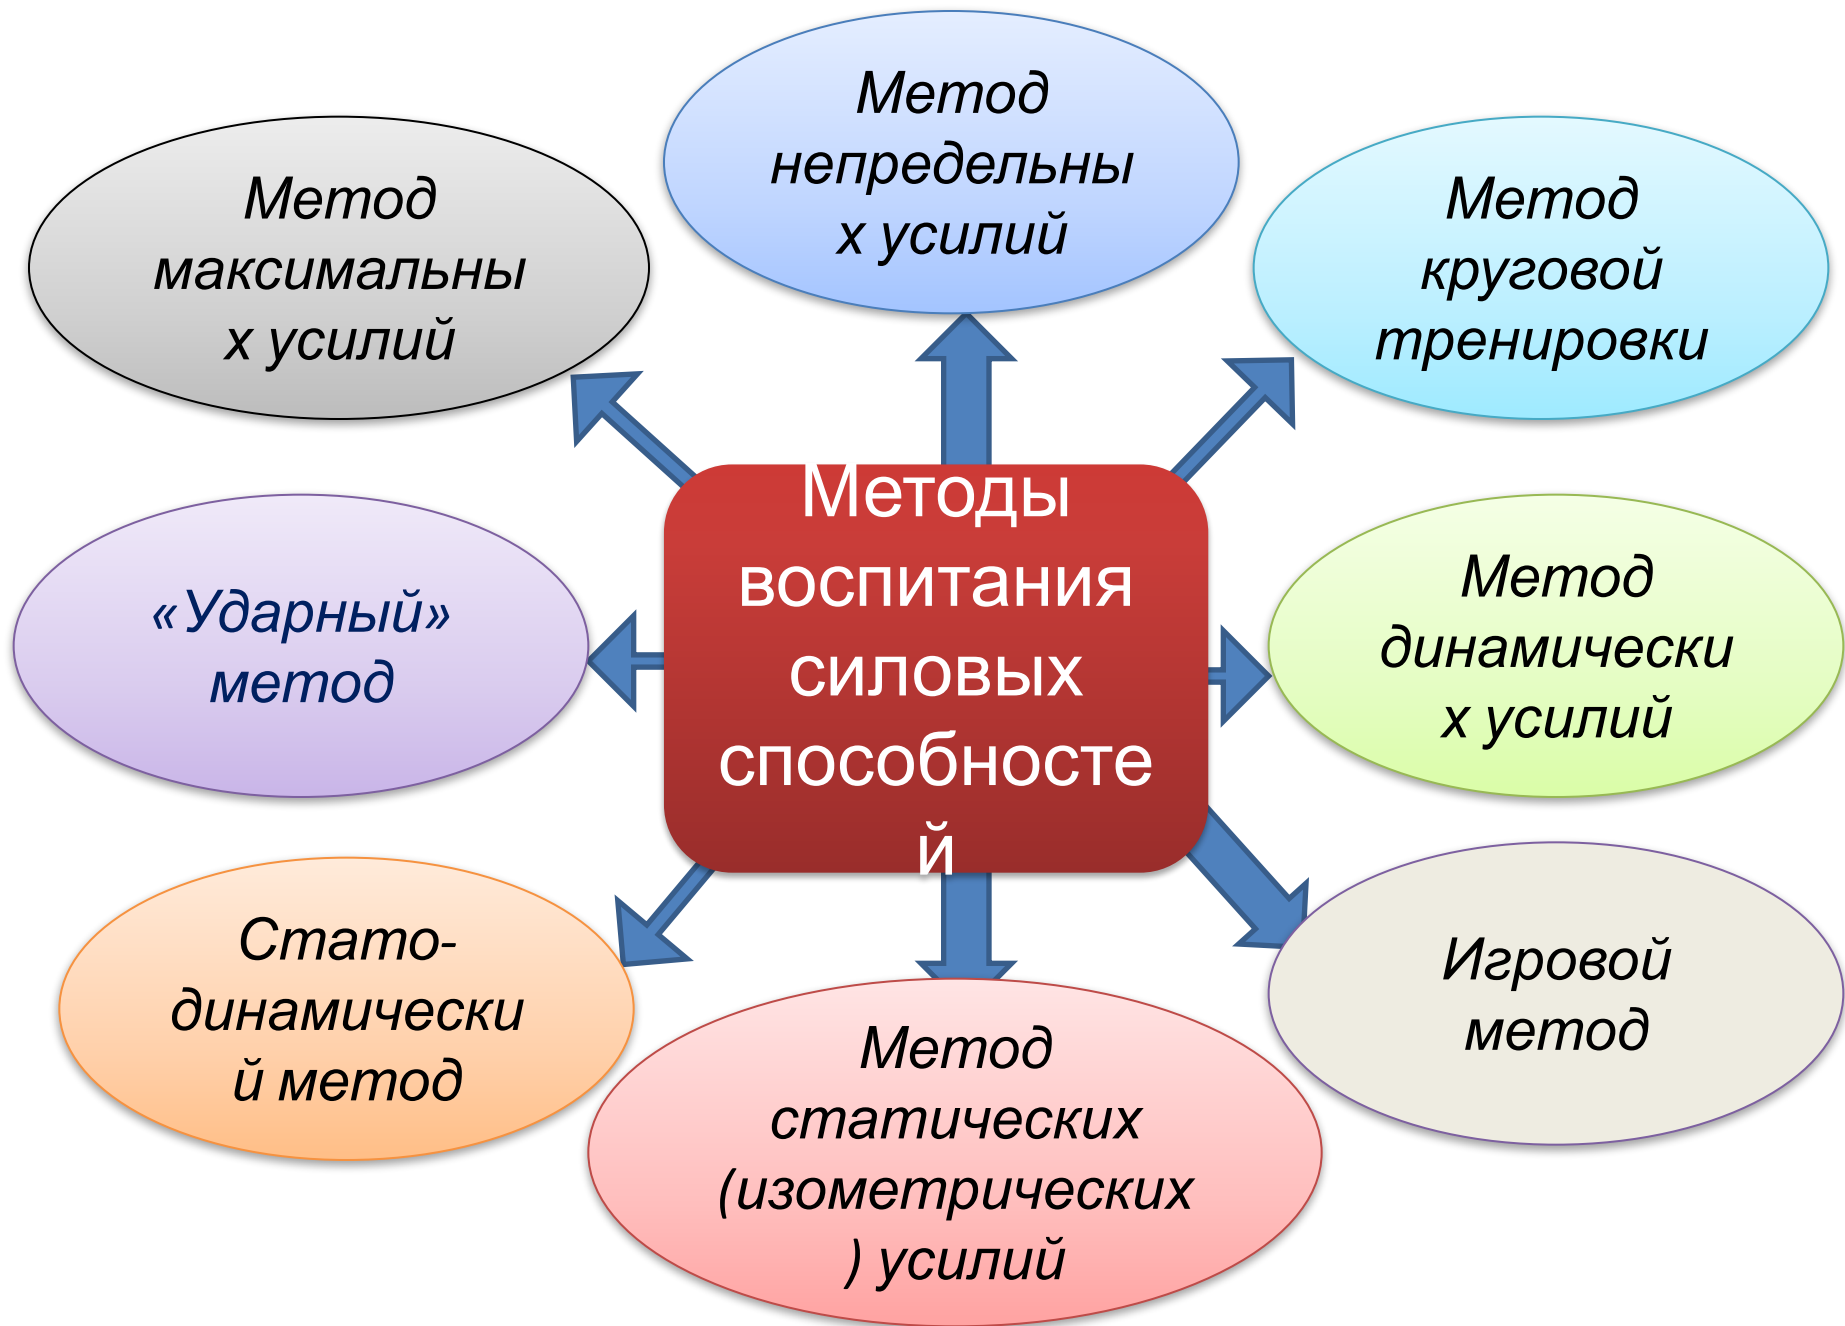 Метод
непредельны
х усилий
Метод
максимальны
х усилий
Метод
круговой
тренировки
Методы
воспитания
силовых
способносте
й
«Ударный»
метод
Метод
динамически
х усилий
Стато-
динамически
й метод
Игровой
метод
Метод
статических
(изометрических
) усилий